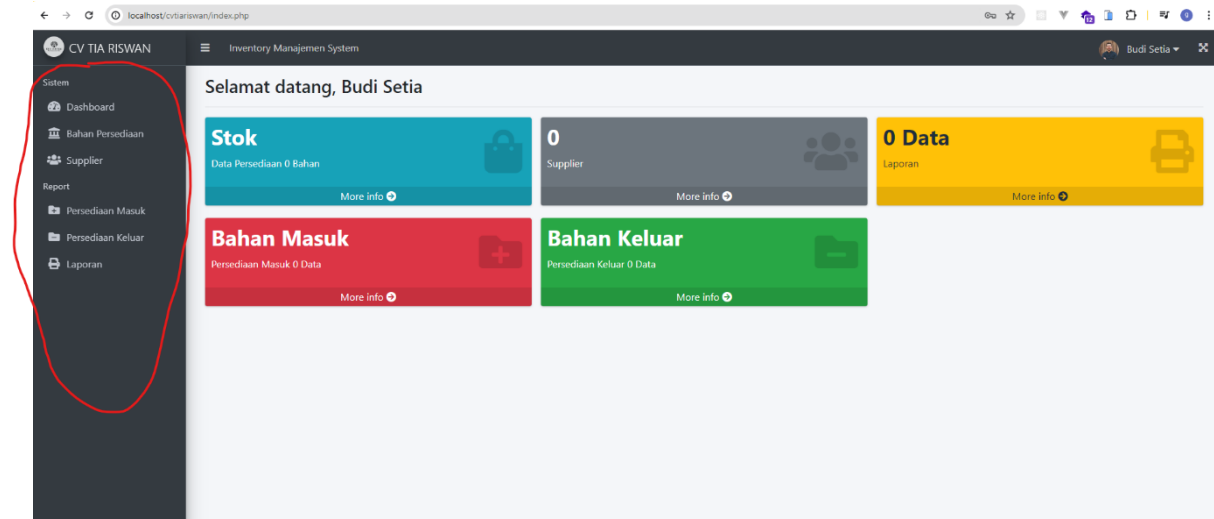 localhost/cvtiariswan/index.php
12
CV TIA RISWAN
Inventory Manajemen System
Budi Setia
Sistem
Dashboard
Bahan Persediaan
Supplier
Report
Persediaan Masuk
Persediaan Keluar
Laporan
Selamat datang, Budi Setia
Stok
Data Persediaan 0 Bahan
More info
0
Supplier
More info
0 Data
Laporan
More info
Bahan Masuk
Persediaan Masuk 0 Data
More info
Bahan Keluar
Persediaan Keluar 0 Data
More info